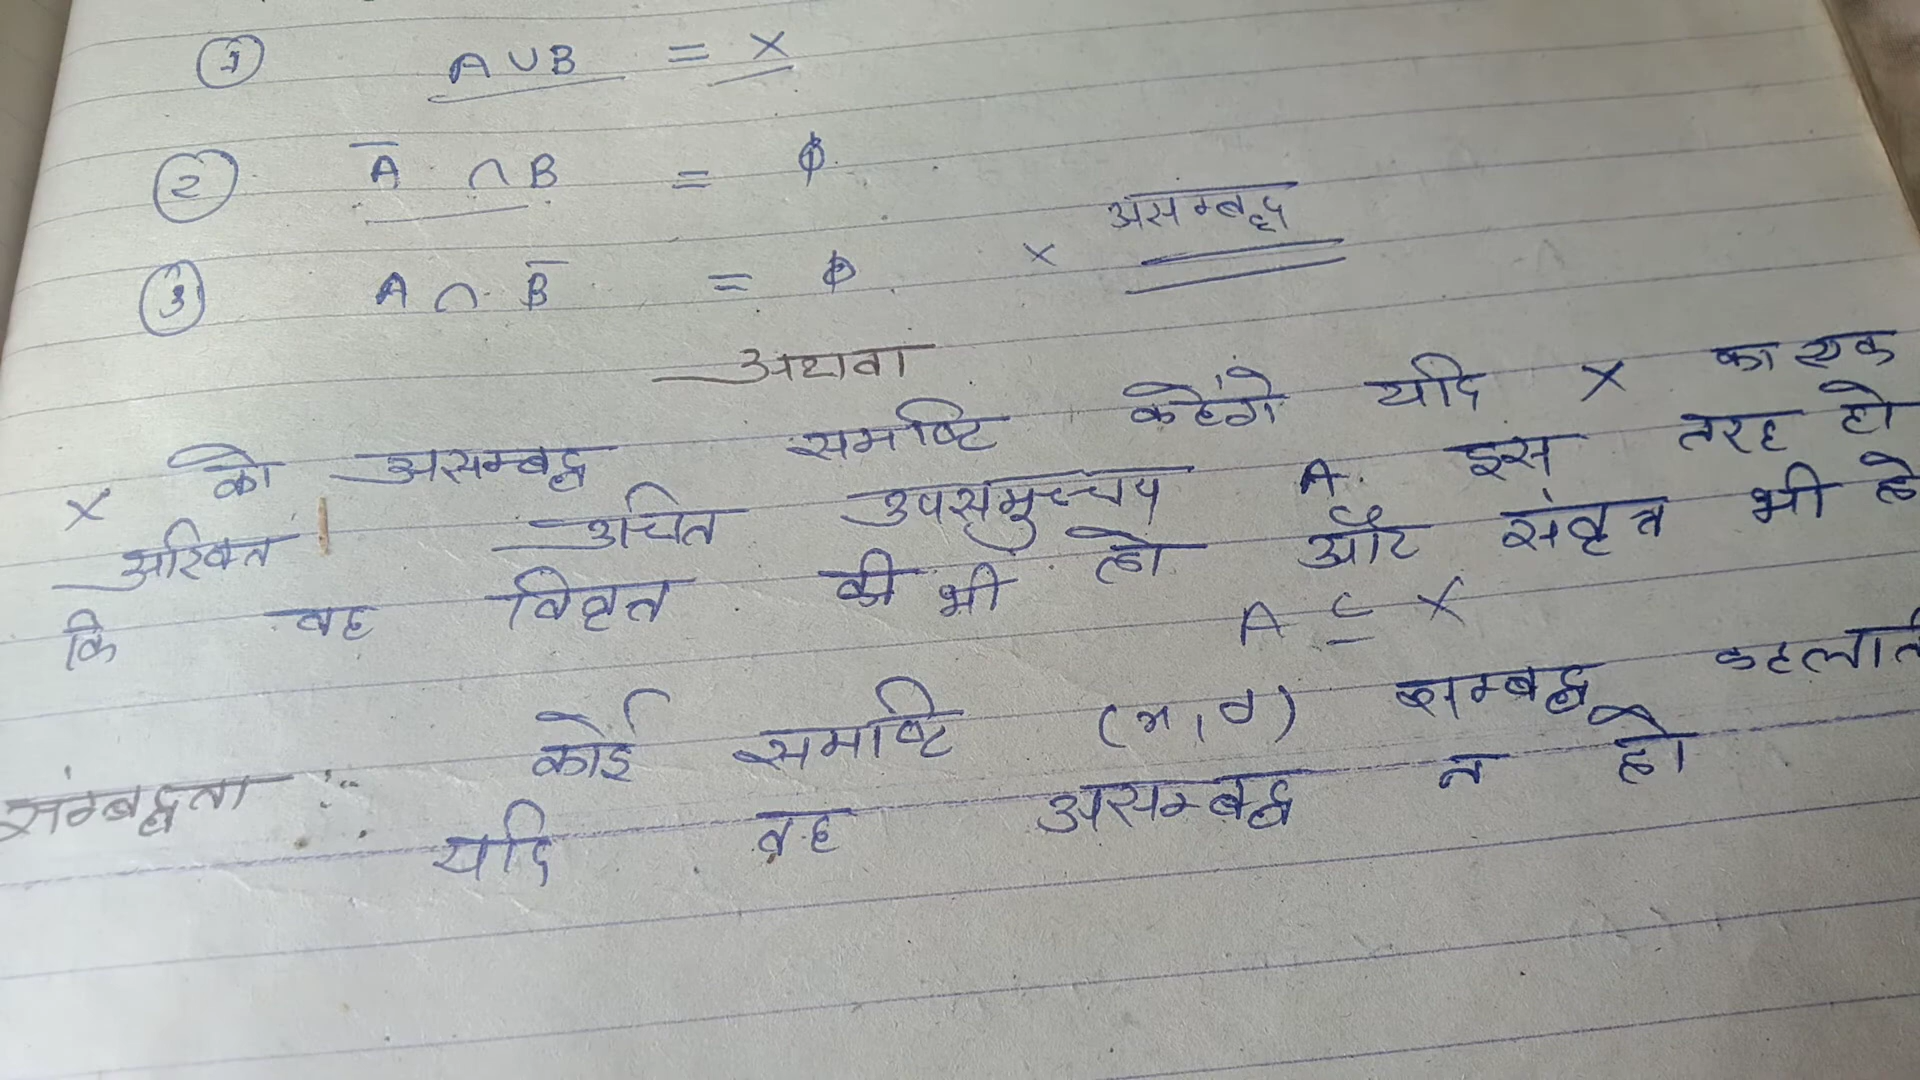 ① A ∪ B = X
② A̅ ∩ B = ϕ
③ A ∩ B̅ = ϕ X असम्बद्ध
अथवा
X को असम्बद्ध समष्टि कहेंगे यदि X का एक
अरिक्त उचित उपसमुच्चय A इस तरह हो
कि वह विवृत भी हो और संवृत्त भी हो
A ⊆ X
सम्बद्धता :- कोई समष्टि (x, d) सम्बद्ध
यदि वह असम्बद्ध न हो